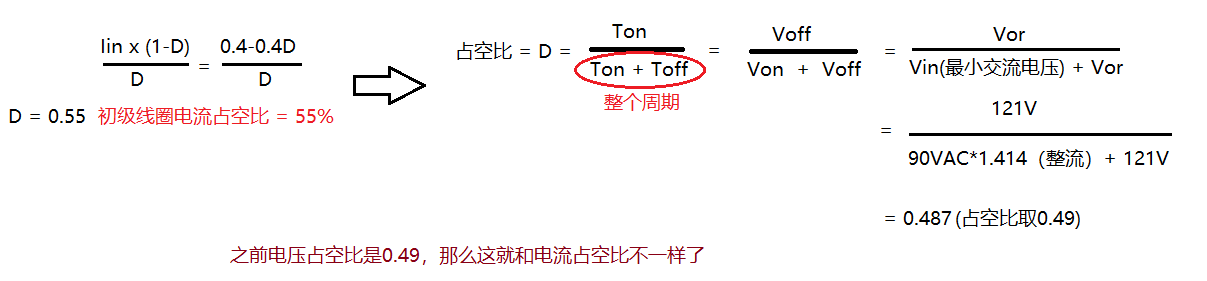 Iin x (1-D) / D = 0.4-0.4D / D
D = 0.55 初级线圈电流占空比 = 55%
占空比 = D = Ton / Ton + Toff = Voff / Von + Voff = Vor / Vin(最小交流电压) + Vor
整个周期
= 121V / 90VAC*1.414（整流）+ 121V
= 0.487 (占空比取0.49)
之前电压占空比是0.49，那么这就和电流占空比不一样了